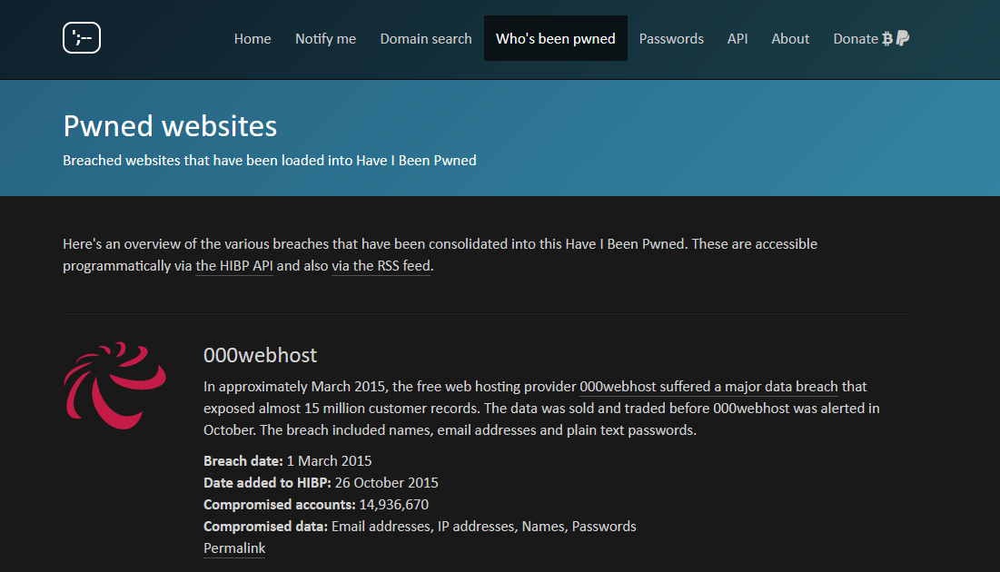 ';--
Home Notify me Domain search Who's been pwned Passwords API About Donate
Pwned websites
Breached websites that have been loaded into Have I Been Pwned
Here's an overview of the various breaches that have been consolidated into this Have I Been Pwned. These are accessible
programmatically via the HIBP API and also via the RSS feed.
000webhost
In approximately March 2015, the free web hosting provider 000webhost suffered a major data breach that
exposed almost 15 million customer records. The data was sold and traded before 000webhost was alerted in
October. The breach included names, email addresses and plain text passwords.
Breach date: 1 March 2015
Date added to HIBP: 26 October 2015
Compromised accounts: 14,936,670
Compromised data: Email addresses, IP addresses, Names, Passwords
Permalink